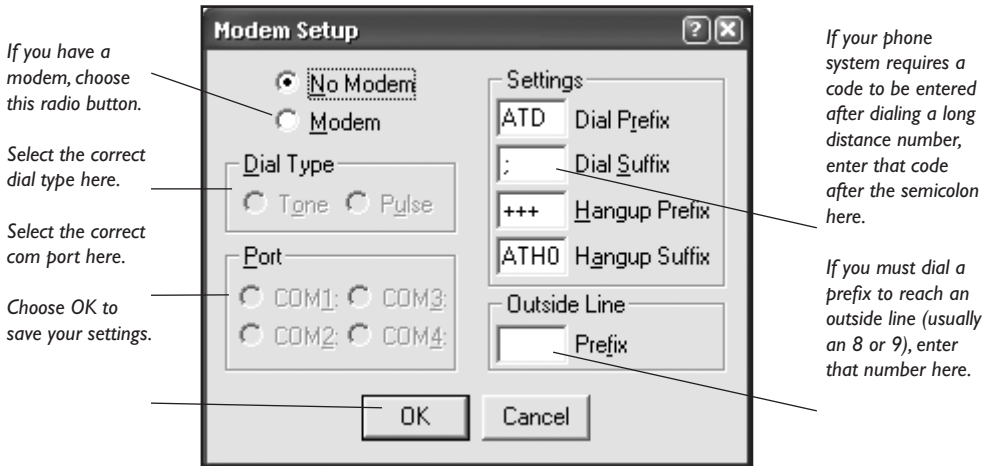 If you have a
modem, choose
this radio button.
Select the correct
dial type here.
Select the correct
com port here.
Choose OK to
save your settings.
Modem Setup
No Modem
Modem
Dial Type
Tone Pulse
Port
COM1: COM3:
COM2: COM4:
Settings
ATD Dial Prefix
; Dial Suffix
+++ Hangup Prefix
ATH0 Hangup Suffix
Outside Line
Prefix
OK Cancel
If your phone
system requires a
code to be entered
after dialing a long
distance number,
enter that code
after the semicolon
here.
If you must dial a
prefix to reach an
outside line (usually
an 8 or 9), enter
that number here.